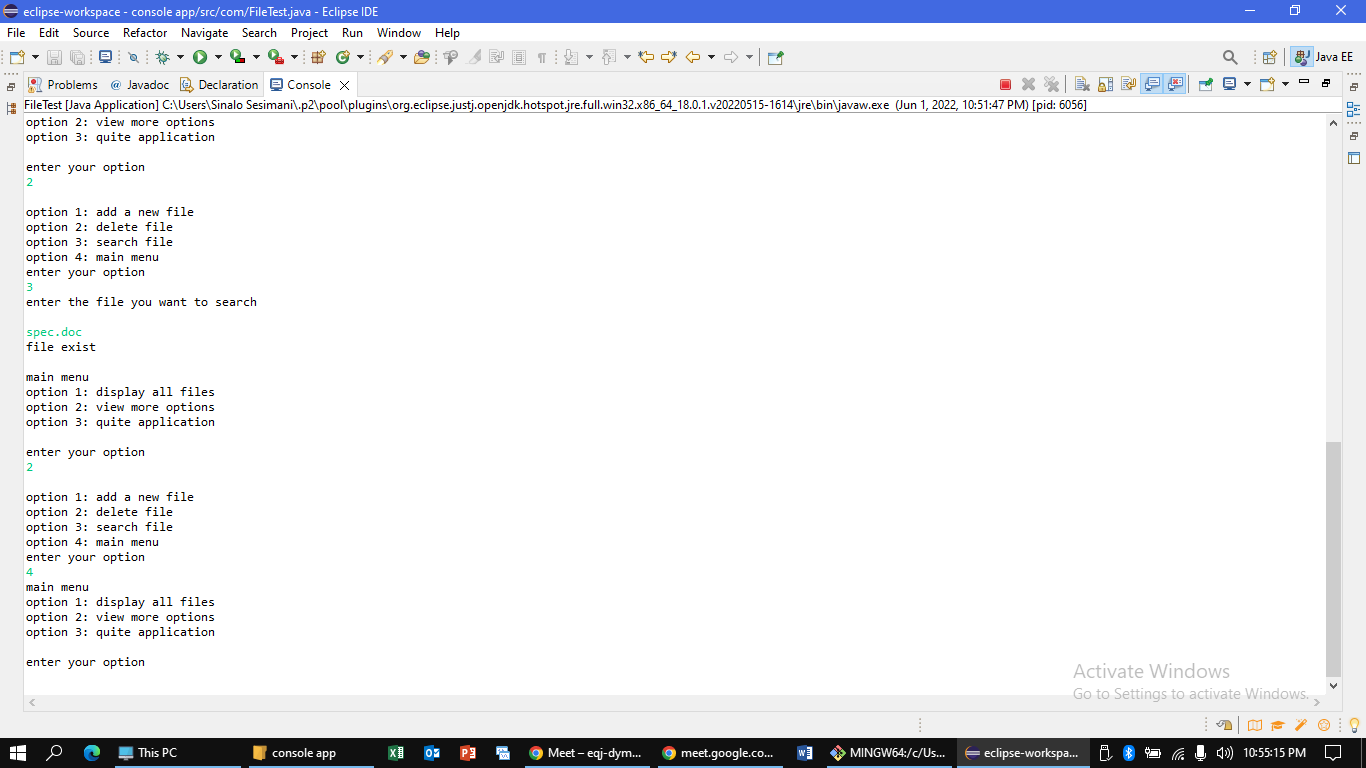 eclipse-workspace - console app/src/com/FileTest.java - Eclipse IDE
File Edit Source Refactor Navigate Search Project Run Window Help
Java EE
Problems @ Javadoc Declaration Console
FileTest [Java Application] C:\Users\Sinalo Sesimani\.p2\pool\plugins\org.eclipse.justj.openjdk.hotspot.jre.full.win32.x86_64_18.0.1.v20220515-1614\jre\bin\javaw.exe (Jun 1, 2022, 10:51:47 PM) [pid: 6056]
option 2: view more options
option 3: quite application
enter your option
2
option 1: add a new file
option 2: delete file
option 3: search file
option 4: main menu
enter your option
3
enter the file you want to search
spec.doc
file exist
main menu
option 1: display all files
option 2: view more options
option 3: quite application
enter your option
2
option 1: add a new file
option 2: delete file
option 3: search file
option 4: main menu
enter your option
4
main menu
option 1: display all files
option 2: view more options
option 3: quite application
enter your option
Activate Windows
Go to Settings to activate Windows.
This PC console app Meet – eqj-dym... meet.google.co... MINGW64:/c/Us... eclipse-workspa... 10:55:15 PM